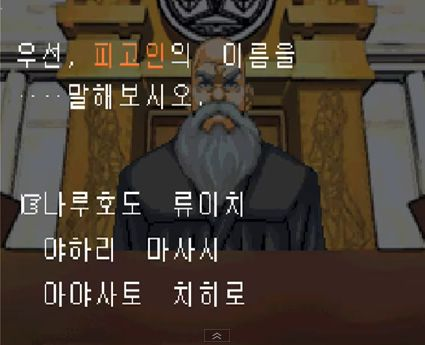 우선, 피고인의 이름을
····말해보시오.
나루호도 류이치
야하리 마사시
아야사토 치히로